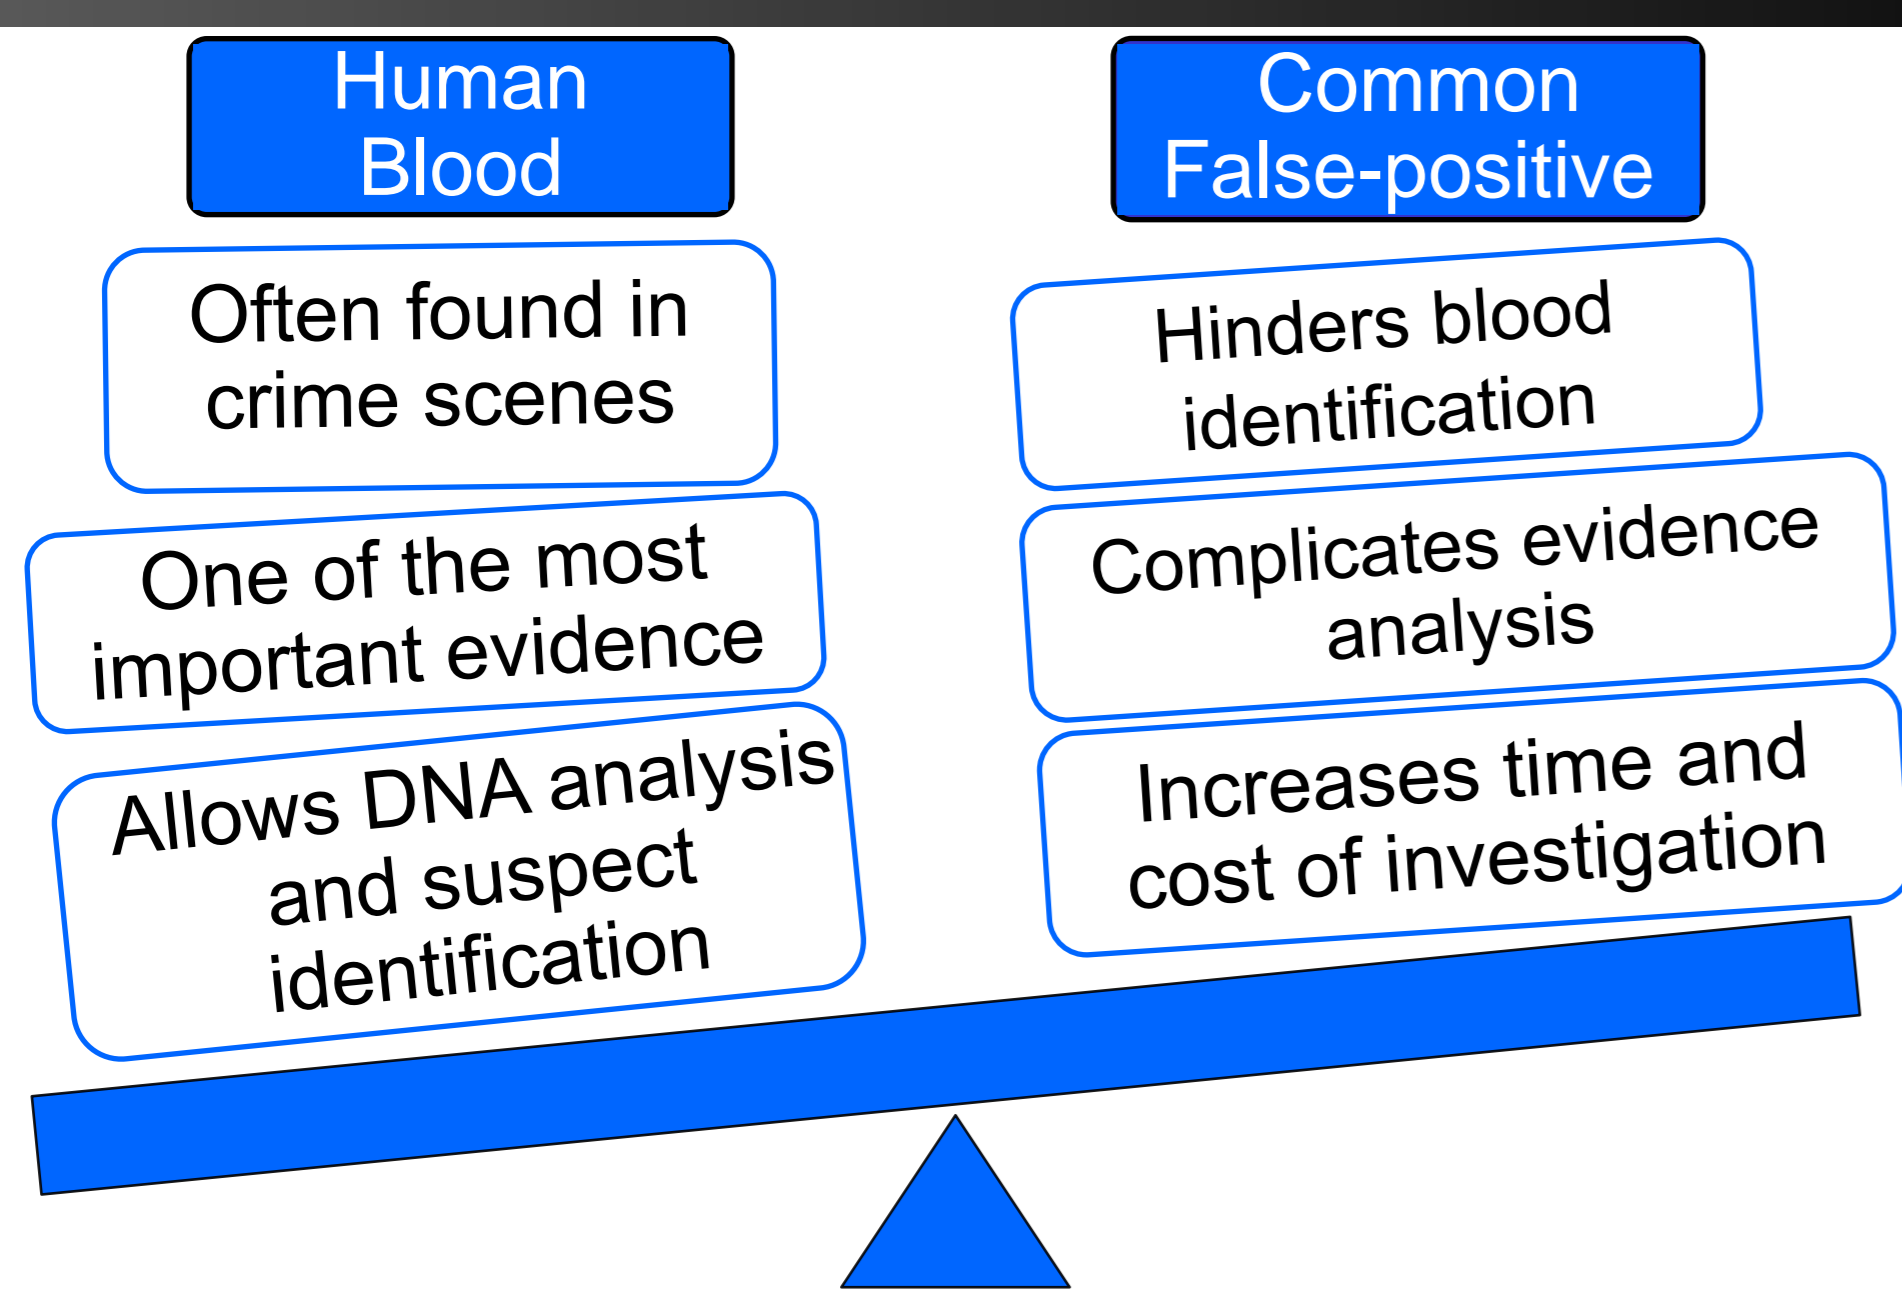 Human
Blood
Often found in
crime scenes
One of the most
important evidence
Allows DNA analysis
and suspect
identification
Common
False-positive
Hinders blood
identification
Complicates evidence
analysis
Increases time and
cost of investigation